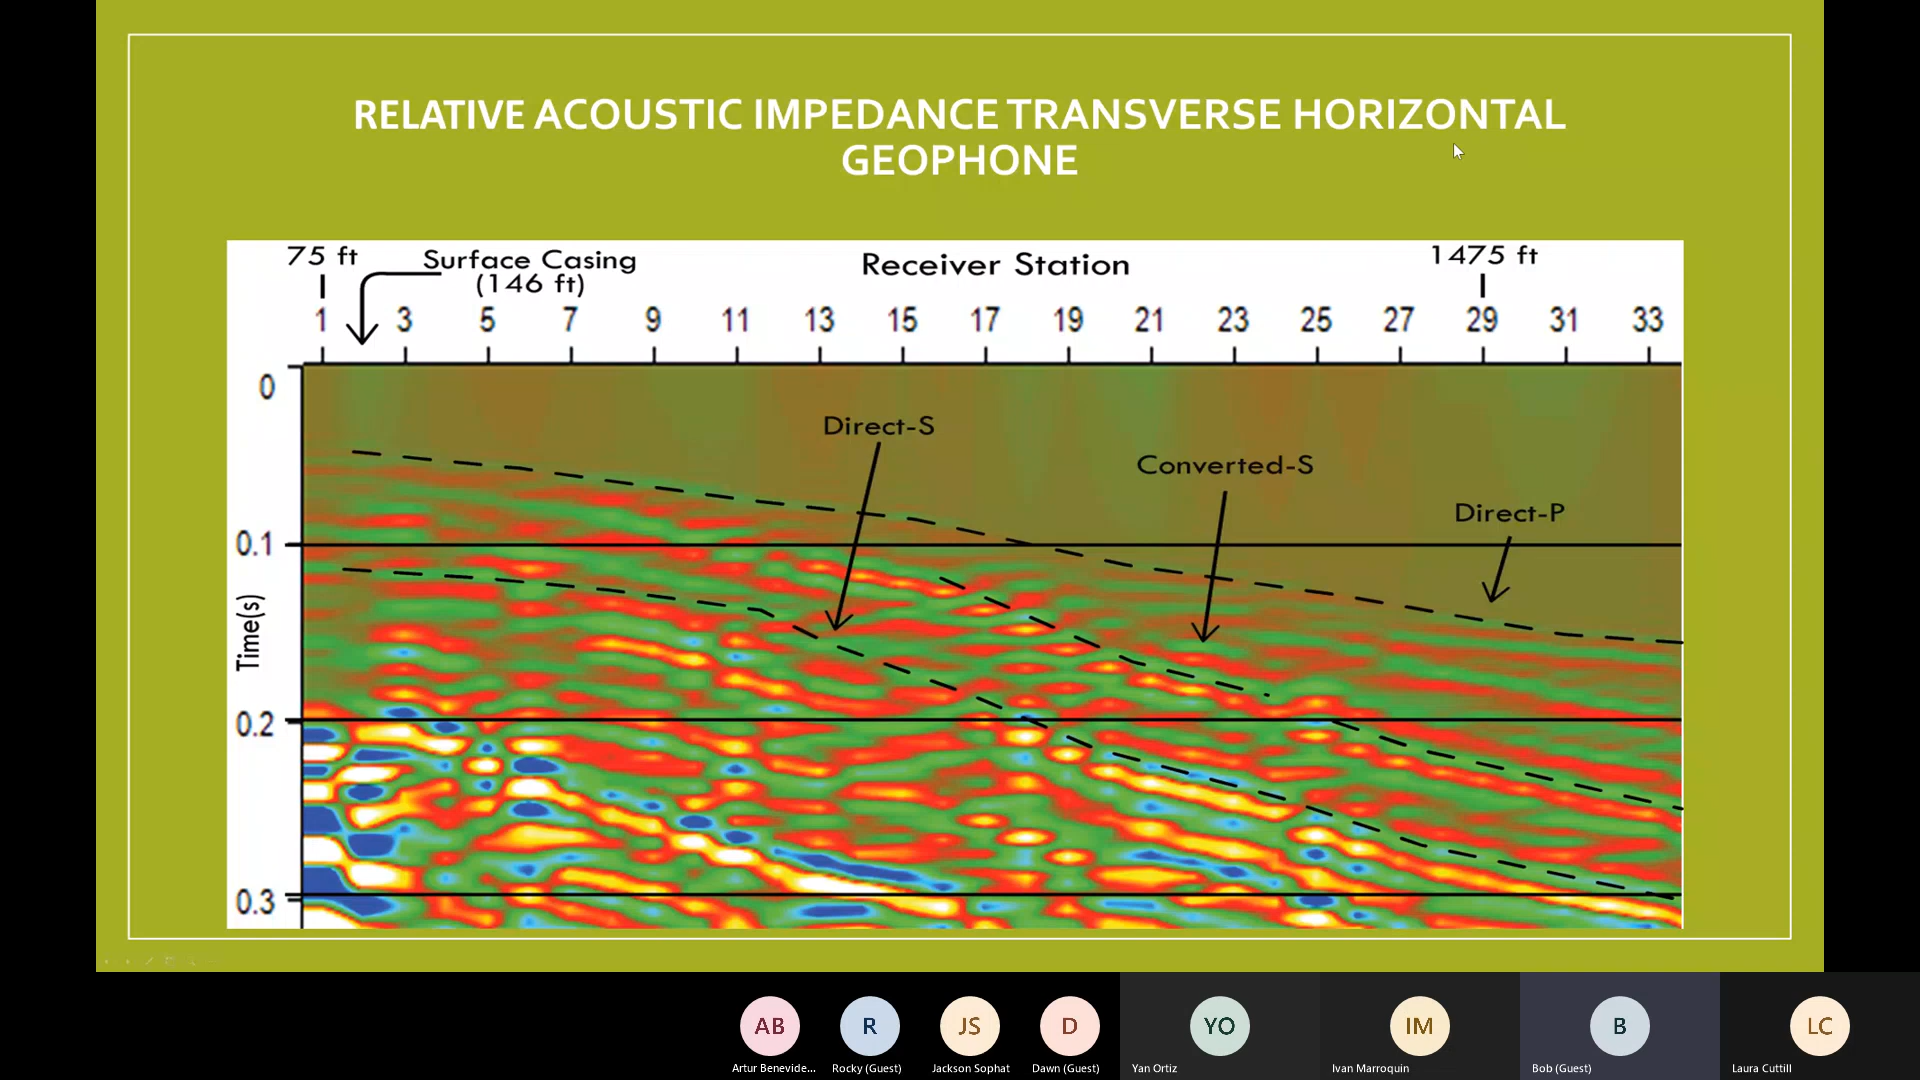 RELATIVE ACOUSTIC IMPEDANCE TRANSVERSE HORIZONTAL
GEOPHONE
75 ft
Surface Casing
(146 ft)
Receiver Station
1475 ft
1 3 5 7 9 11 13 15 17 19 21 23 25 27 29 31 33
0
Direct-S
Converted-S
Direct-P
0.1
Time(s)
0.2
0.3
AB R JS D YO IM B LC
Artur Benevide... Rocky (Guest) Jackson Sophat Dawn (Guest) Yan Ortiz Ivan Marroquin Bob (Guest) Laura Cuttill